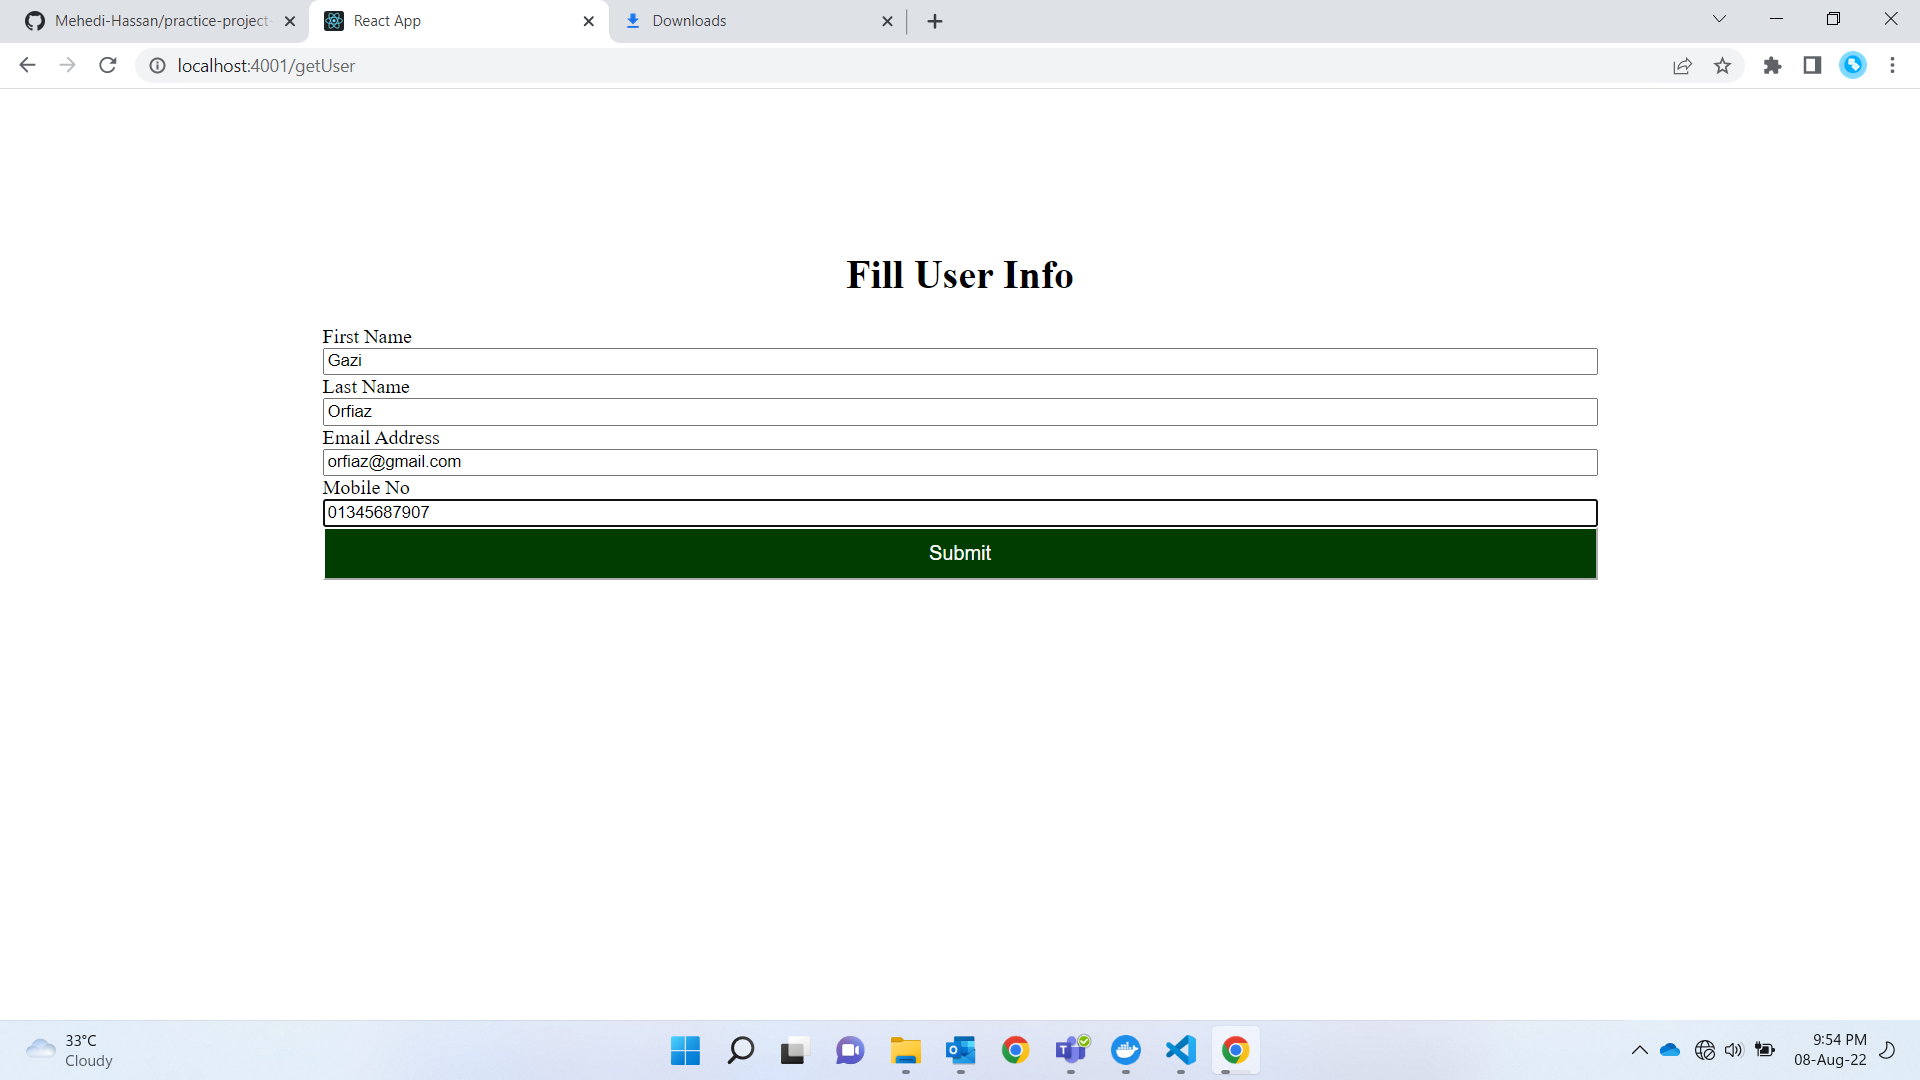 Mehedi-Hassan/practice-project-
React App
Downloads
localhost:4001/getUser
Fill User Info
First Name
Gazi
Last Name
Orfiaz
Email Address
orfiaz@gmail.com
Mobile No
01345687907
Submit
33°C
Cloudy
9:54 PM
08-Aug-22